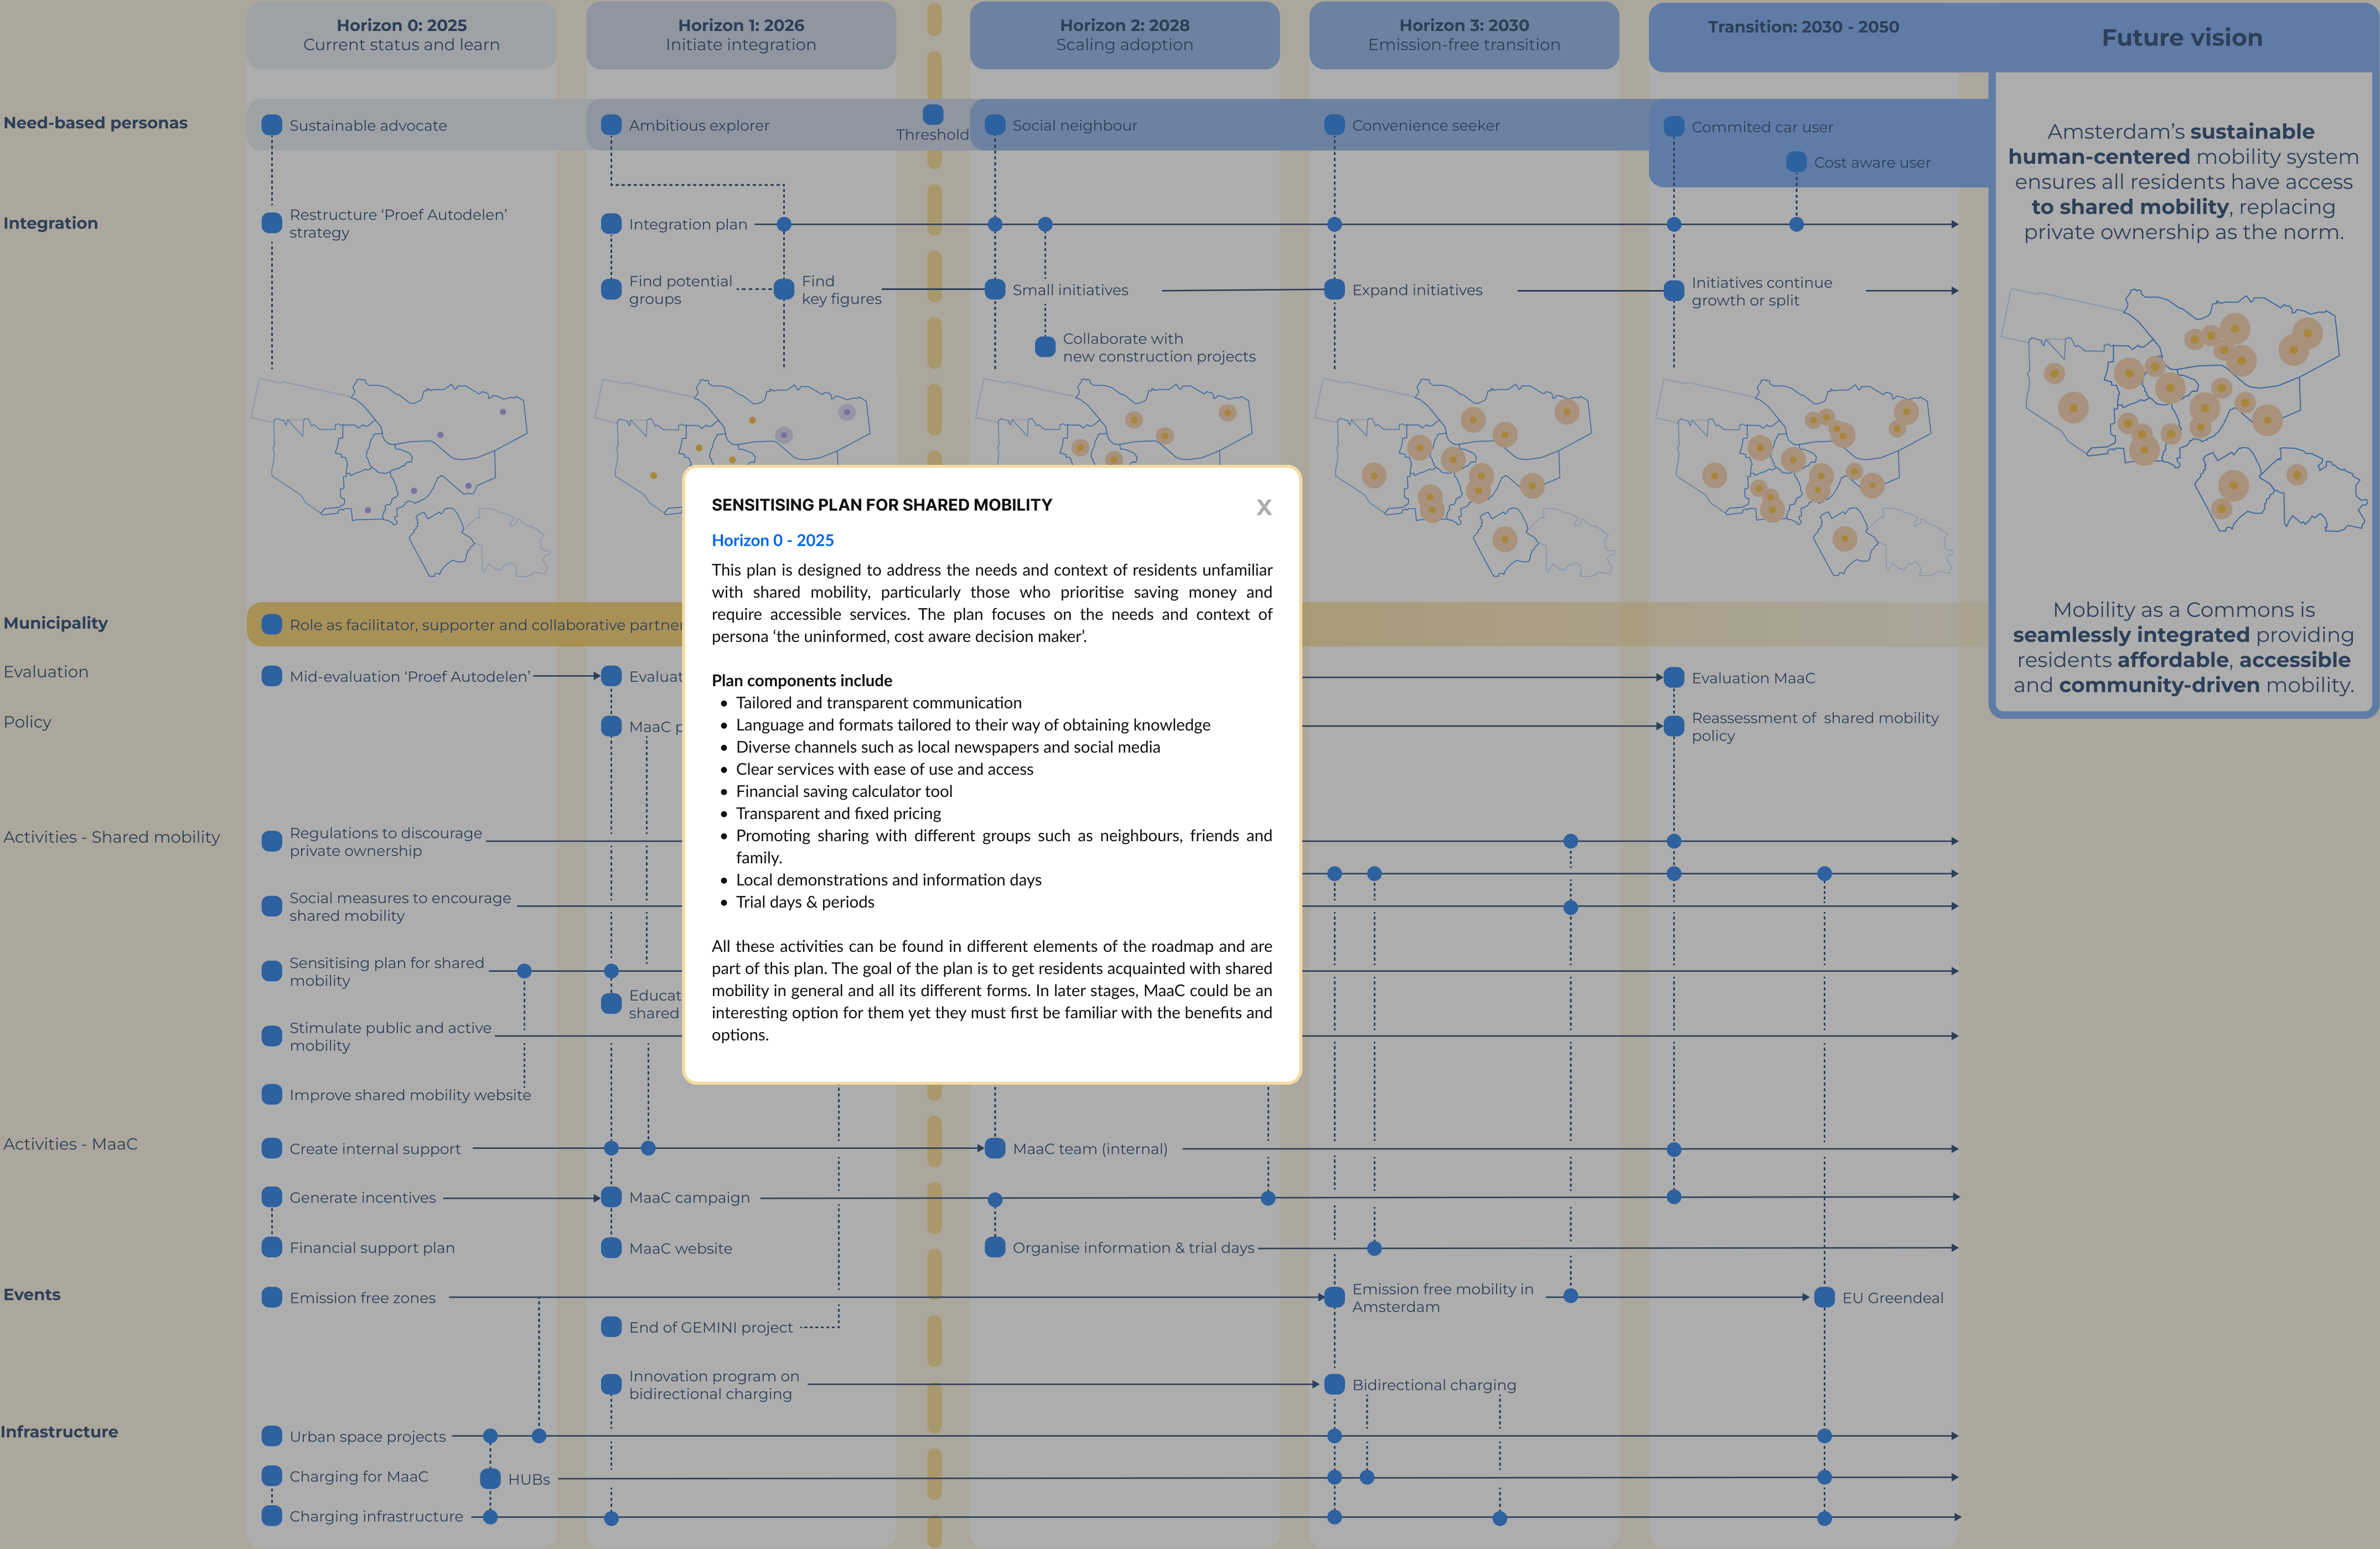 Horizon 0: 2025
Current status and learn
Horizon 1: 2026
Initiate integration
Horizon 2: 2028
Scaling adoption
Horizon 3: 2030
Emission-free transition
Transition: 2030 - 2050
Future vision
Need-based personas
Sustainable advocate
Ambitious explorer
Threshold
Social neighbour
Convenience seeker
Commited car user
Cost aware user
Amsterdam's sustainable
human-centered mobility system
ensures all residents have access
to shared mobility, replacing
private ownership as the norm.
Integration
Restructure 'Proef Autodelen'
strategy
Integration plan
Find potential
groups
Find
key figures
Small initiatives
Expand initiatives
Initiatives continue
growth or split
Collaborate with
new construction projects
SENSITISING PLAN FOR SHARED MOBILITY
X
Horizon 0 - 2025
This plan is designed to address the needs and context of residents unfamiliar
with shared mobility, particularly those who prioritise saving money and
require accessible services. The plan focuses on the needs and context of
persona 'the uninformed, cost aware decision maker'.
Plan components include
• Tailored and transparent communication
• Language and formats tailored to their way of obtaining knowledge
• Diverse channels such as local newspapers and social media
• Clear services with ease of use and access
• Financial saving calculator tool
• Transparent and fixed pricing
• Promoting sharing with different groups such as neighbours, friends and
family.
• Local demonstrations and information days
• Trial days & periods
All these activities can be found in different elements of the roadmap and are
part of this plan. The goal of the plan is to get residents acquainted with shared
mobility in general and all its different forms. In later stages, MaaC could be an
interesting option for them yet they must first be familiar with the benefits and
options.
Municipality
Role as facilitator, supporter and collaborative partner
Mobility as a Commons is
seamlessly integrated providing
residents affordable, accessible
and community-driven mobility.
Evaluation
Mid-evaluation 'Proef Autodelen'
Evaluat
Evaluation MaaC
Policy
MaaC p
Reassessment of shared mobility
policy
Activities - Shared mobility
Regulations to discourage
private ownership
Social measures to encourage
shared mobility
Sensitising plan for shared
mobility
Educat
shared
Stimulate public and active
mobility
Improve shared mobility website
Activities - MaaC
Create internal support
MaaC team (internal)
Generate incentives
MaaC campaign
Financial support plan
MaaC website
Organise information & trial days
Events
Emission free zones
Emission free mobility in
Amsterdam
EU Greendeal
End of GEMINI project
Innovation program on
bidirectional charging
Bidirectional charging
Infrastructure
Urban space projects
Charging for MaaC
HUBs
Charging infrastructure